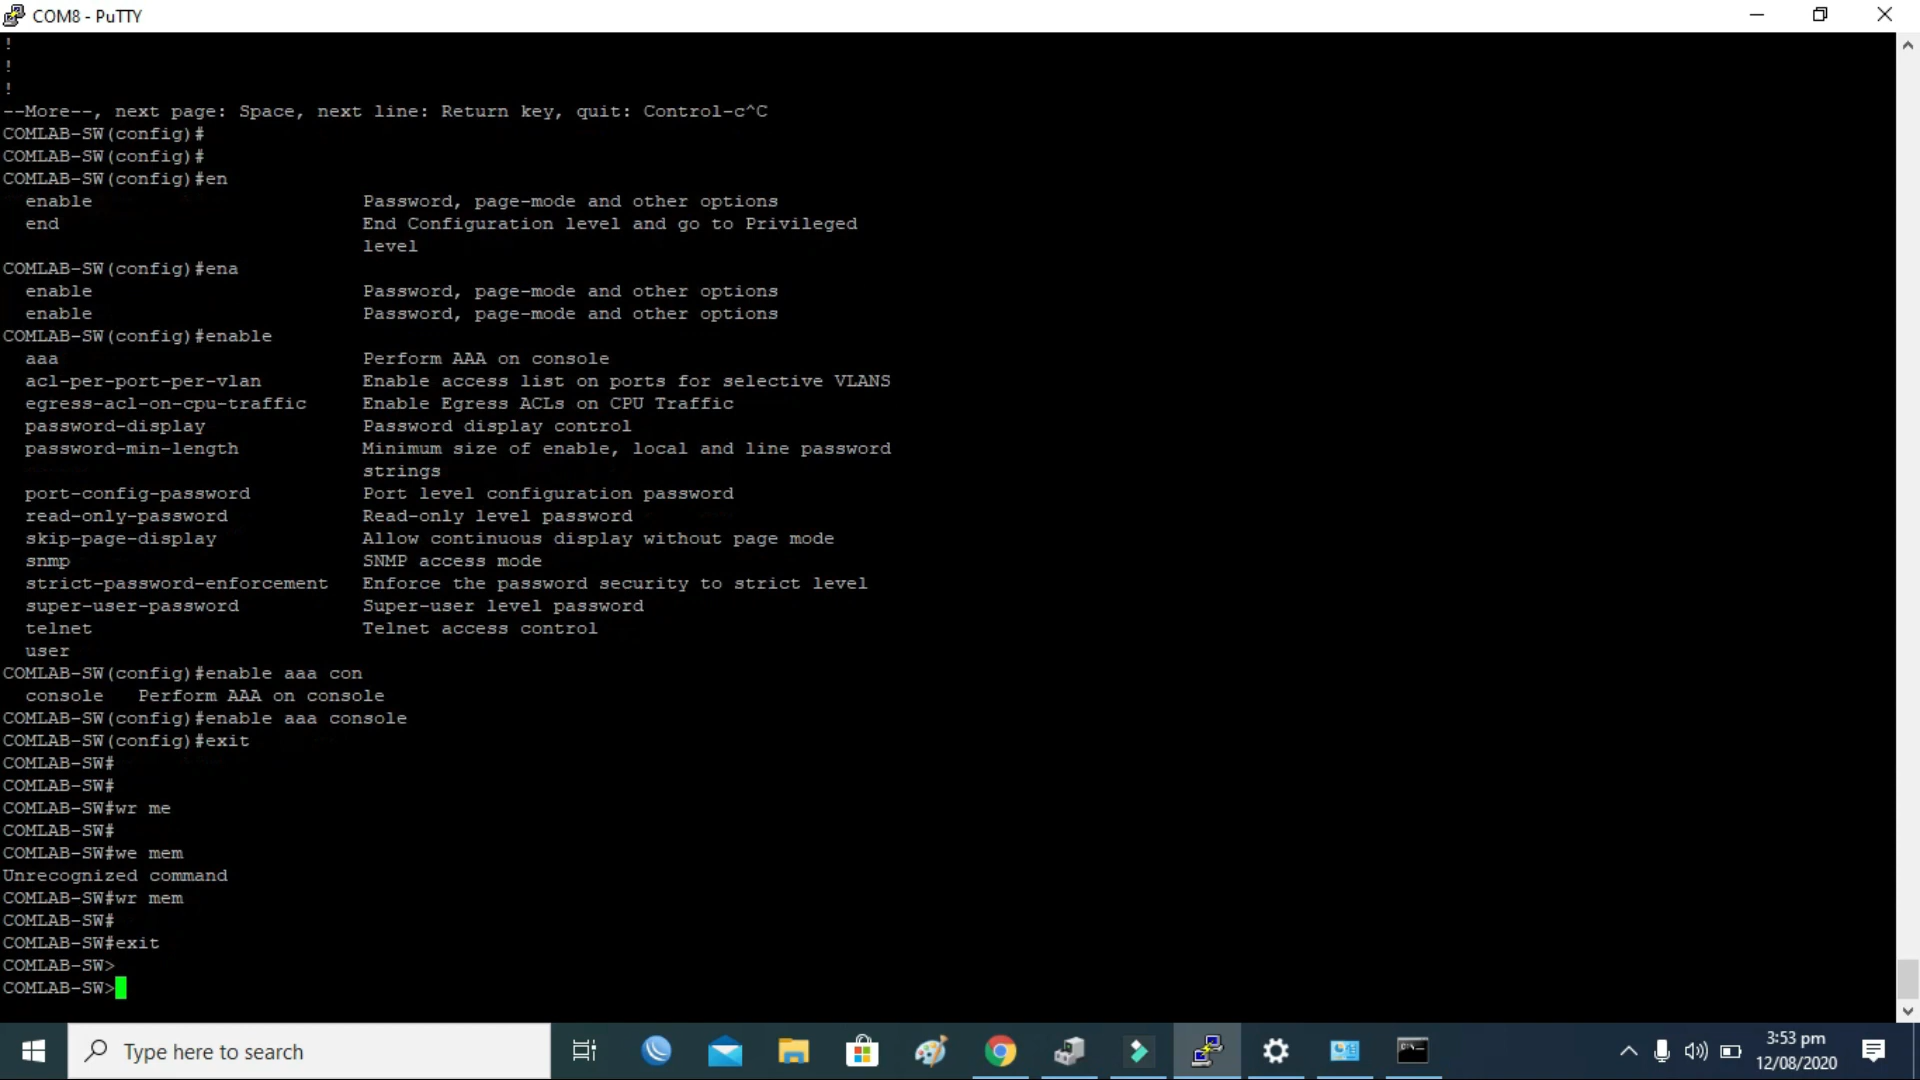 COM8 - PuTTY
!
!
!
--More--, next page: Space, next line: Return key, quit: Control-c^C
COMLAB-SW(config)#
COMLAB-SW(config)#
COMLAB-SW(config)#en
enable Password, page-mode and other options
end End Configuration level and go to Privileged
level
COMLAB-SW(config)#ena
enable Password, page-mode and other options
enable Password, page-mode and other options
COMLAB-SW(config)#enable
aaa Perform AAA on console
acl-per-port-per-vlan Enable access list on ports for selective VLANS
egress-acl-on-cpu-traffic Enable Egress ACLs on CPU Traffic
password-display Password display control
password-min-length Minimum size of enable, local and line password
strings
port-config-password Port level configuration password
read-only-password Read-only level password
skip-page-display Allow continuous display without page mode
snmp SNMP access mode
strict-password-enforcement Enforce the password security to strict level
super-user-password Super-user level password
telnet Telnet access control
user
COMLAB-SW(config)#enable aaa con
console Perform AAA on console
COMLAB-SW(config)#enable aaa console
COMLAB-SW(config)#exit
COMLAB-SW#
COMLAB-SW#
COMLAB-SW#wr me
COMLAB-SW#
COMLAB-SW#we mem
Unrecognized command
COMLAB-SW#wr mem
COMLAB-SW#
COMLAB-SW#exit
COMLAB-SW>
COMLAB-SW>
Type here to search
3:53 pm
12/08/2020